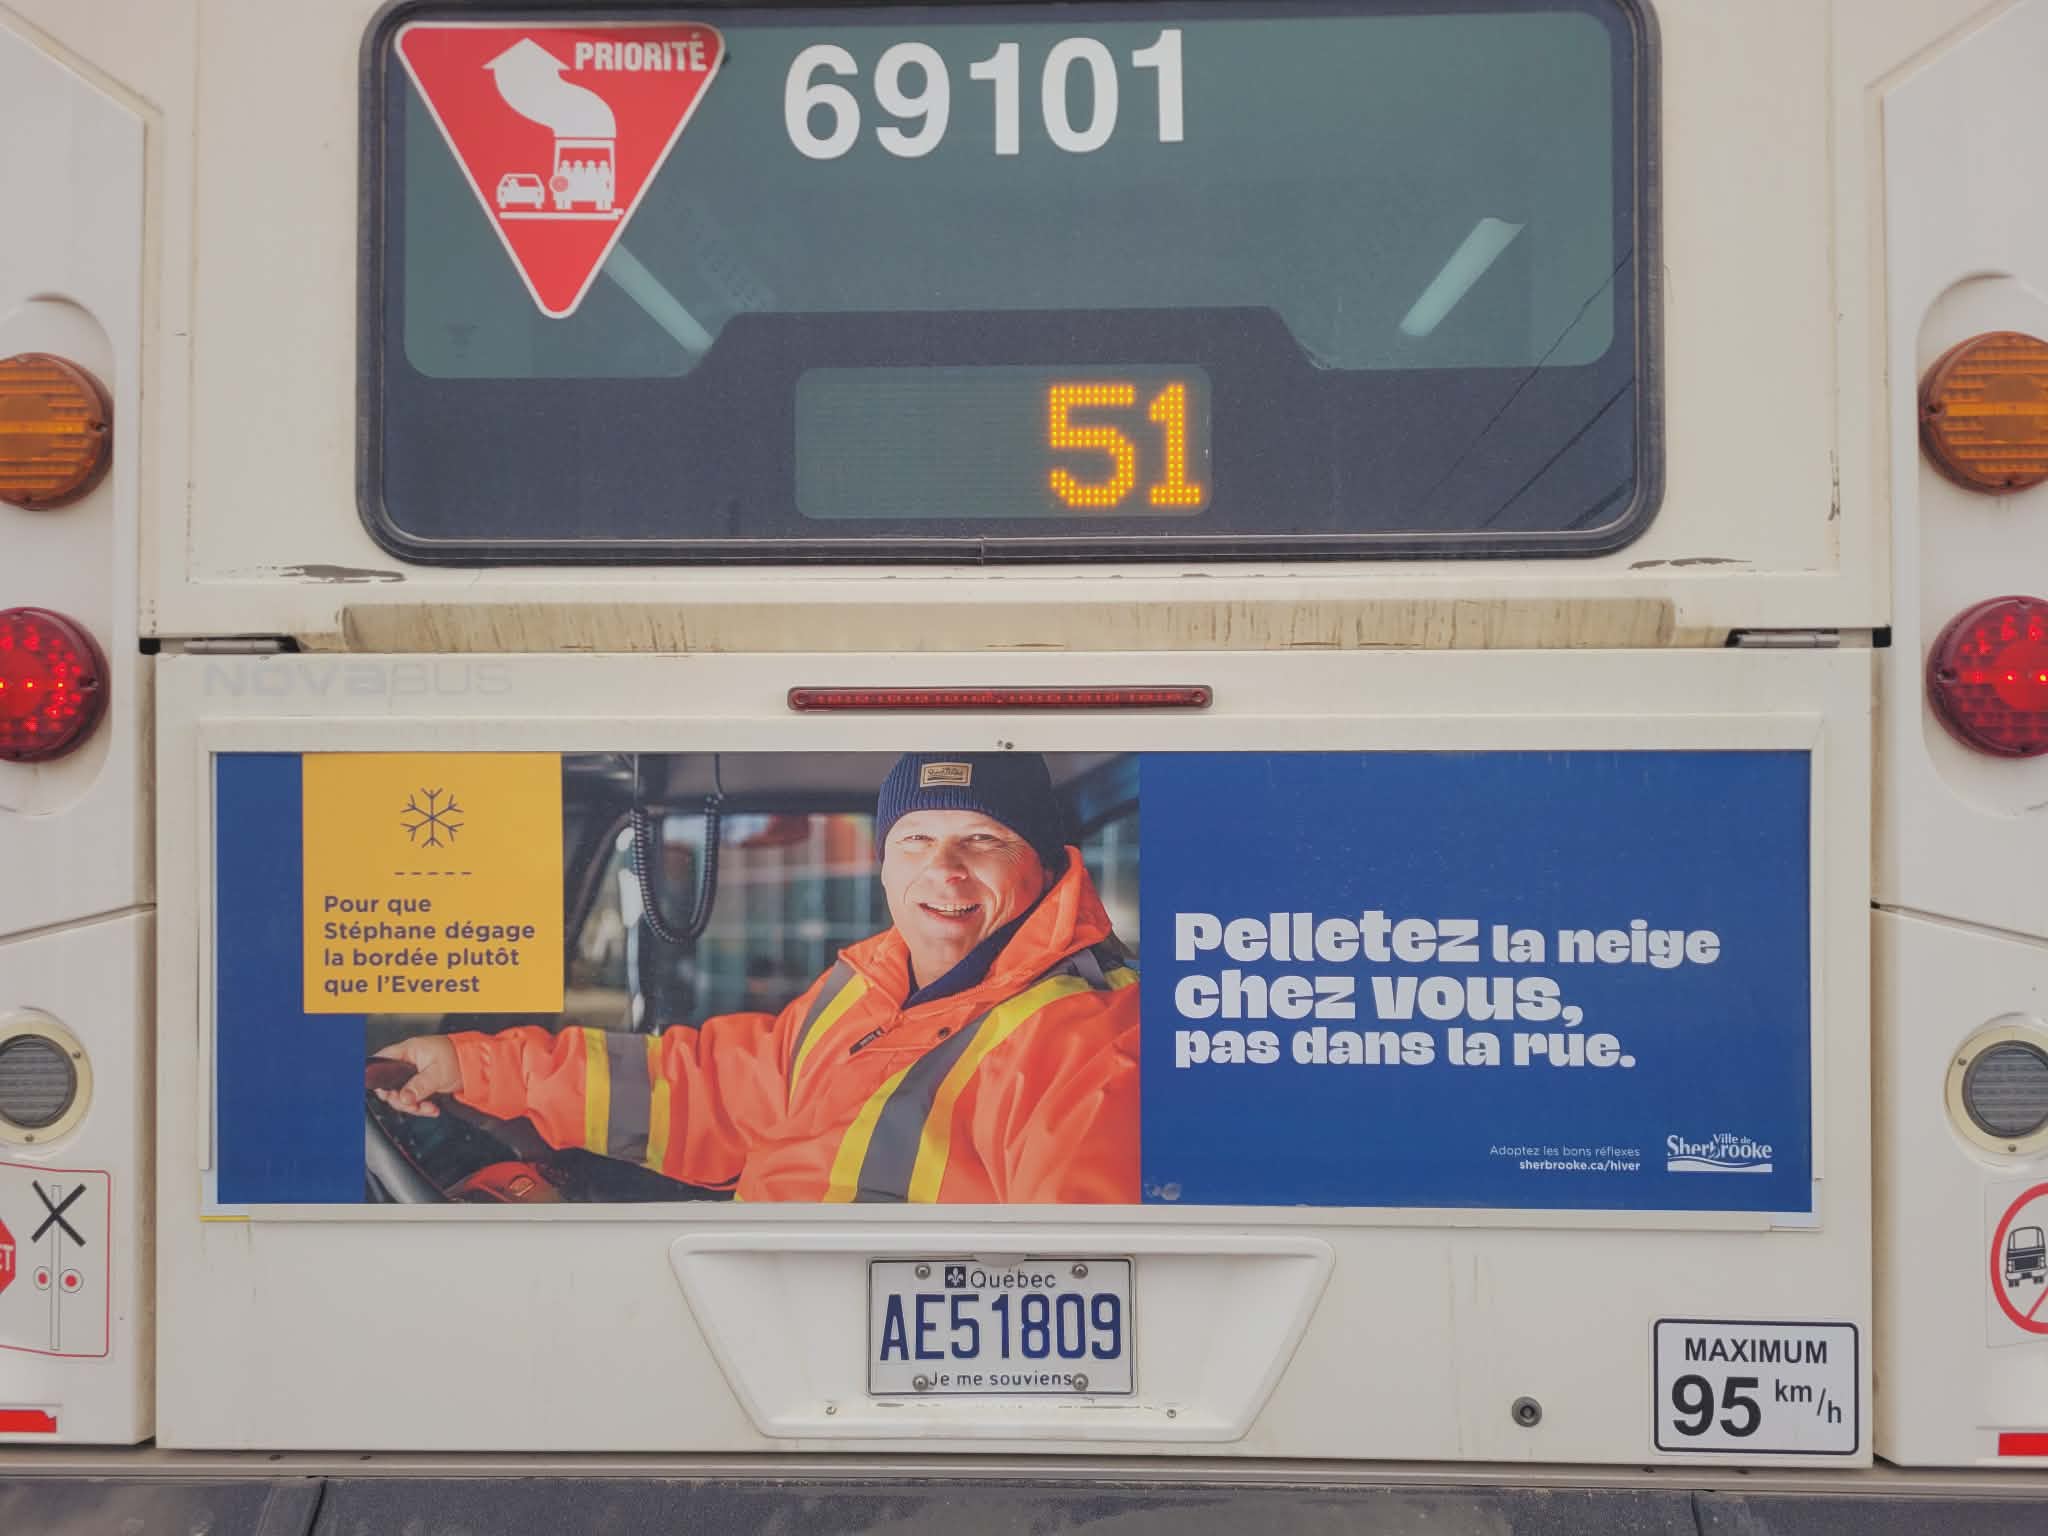 PRIORITÉ
69101
51
NOVABUS
Pour que
Stéphane dégage
la bordée plutôt
que l'Everest
Pelletez la neige
chez vous,
pas dans la rue.
Adoptez les bons réflexes
sherbrooke.ca/hiver
Ville de
Sherbrooke
Québec
AE51809
Je me souviens
MAXIMUM
95 km/h